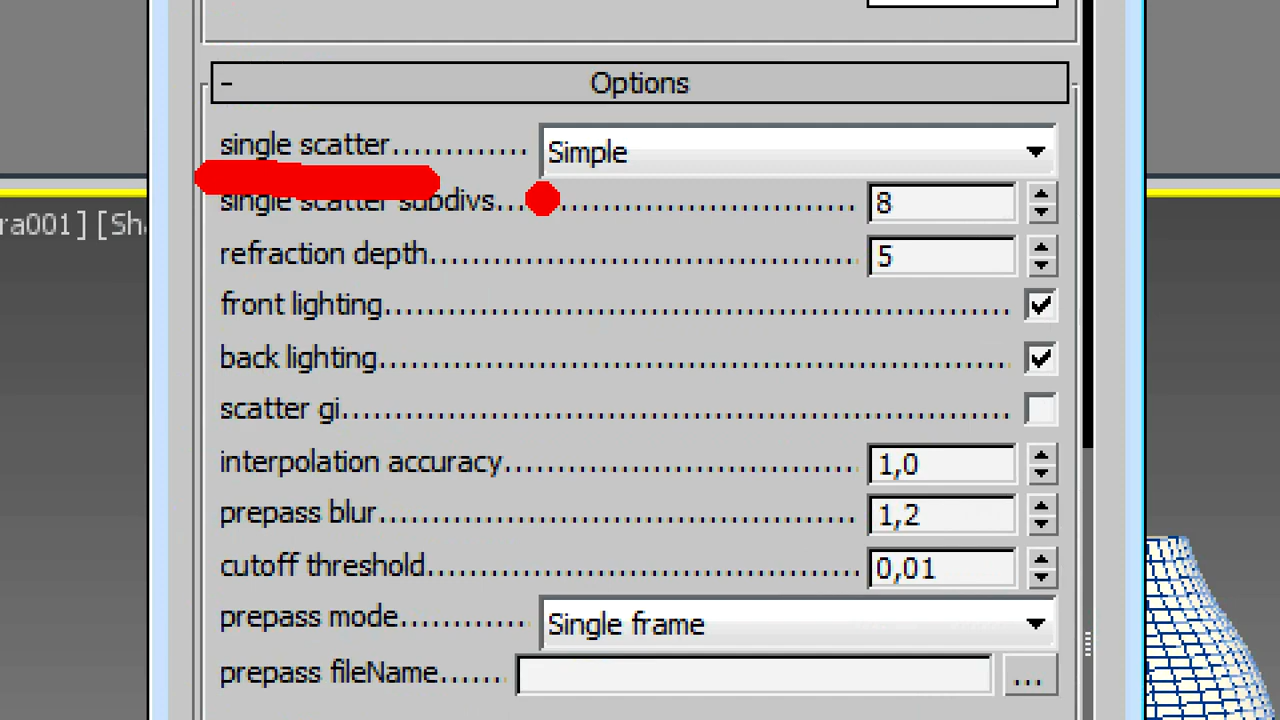 - Options
single scatter............. Simple
single scatter subdivs... 8
refraction depth 5
front lighting
back lighting
scatter gi
interpolation accuracy 1,0
prepass blur 1,2
cutoff threshold 0,01
prepass mode Single frame
prepass fileName ...
ra001] [Sha